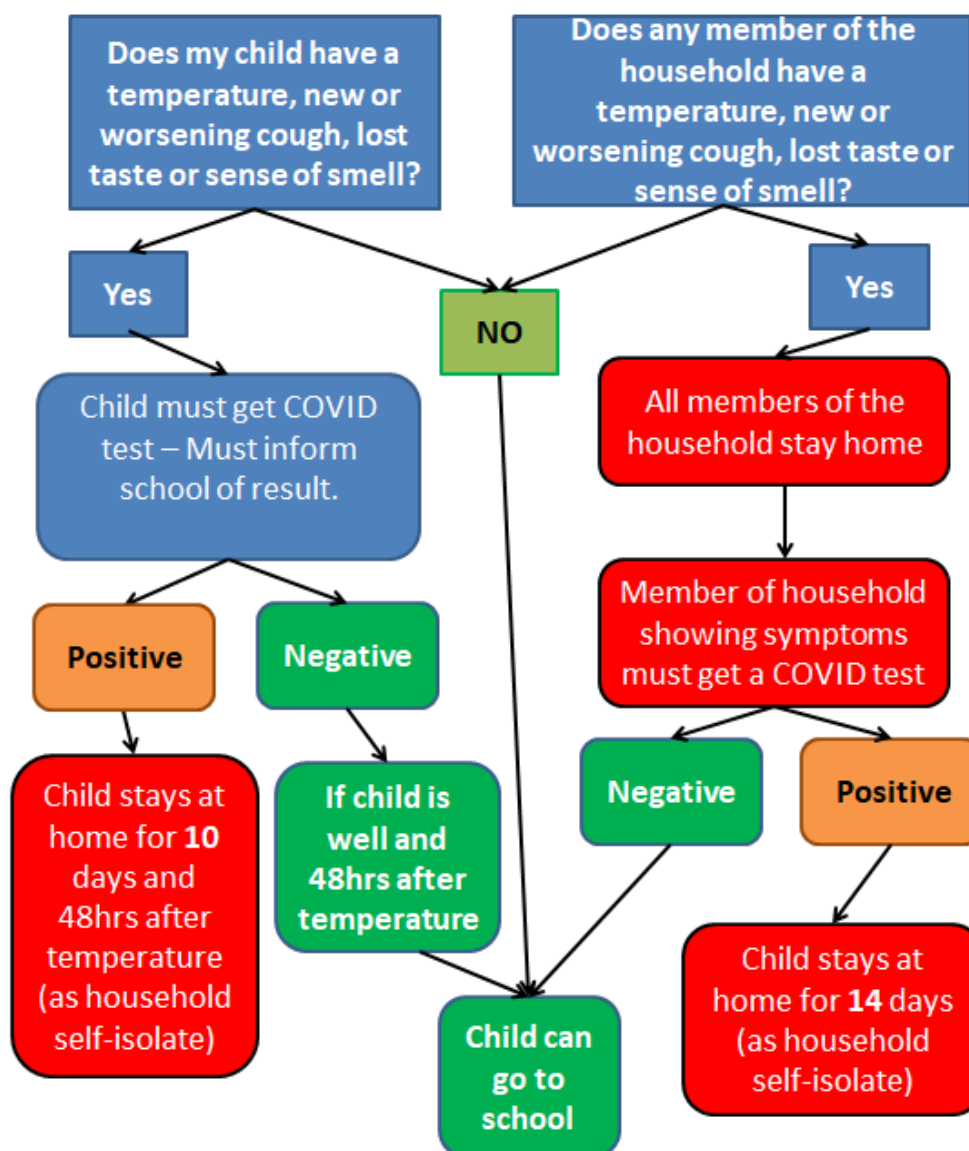 Does my child have a
temperature, new or
worsening cough, lost
taste or sense of smell?
Does any member of the
household have a
temperature, new or
worsening cough, lost taste or
sense of smell?
Yes
NO
Yes
Child must get COVID
test – Must inform
school of result.
All members of the
household stay home
Member of household
showing symptoms
must get a COVID test
Positive
Negative
Negative
Positive
Child stays at
home for 10
days and
48hrs after
temperature
(as household
self-isolate)
If child is
well and
48hrs after
temperature
Child stays at
home for 14 days
(as household
self-isolate)
Child can
go to
school